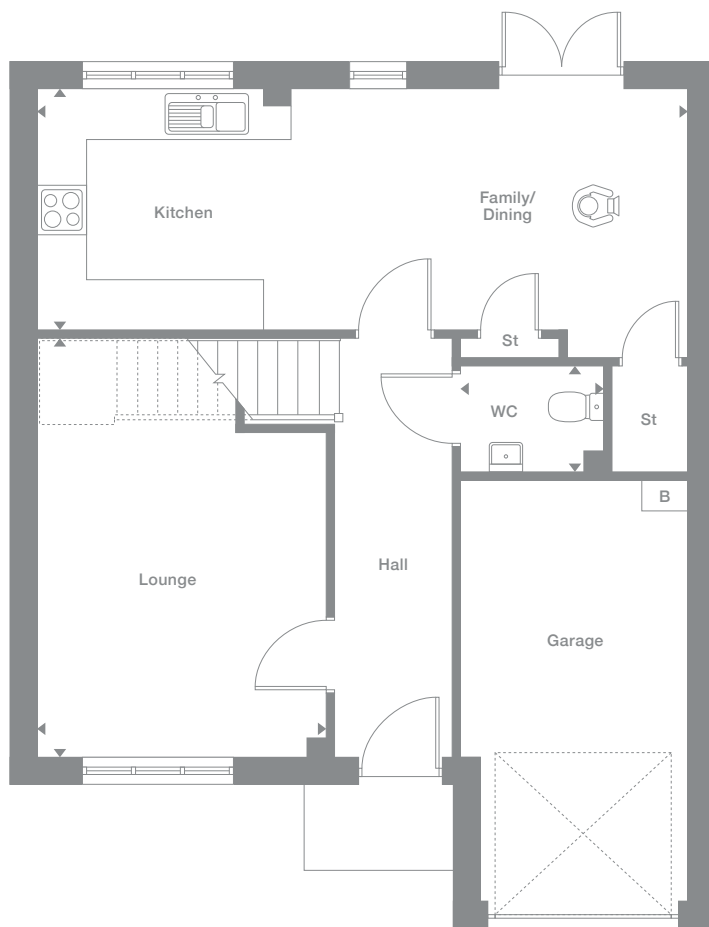 Kitchen
Family/
Dining
St
WC
St
B
Hall
Lounge
Garage